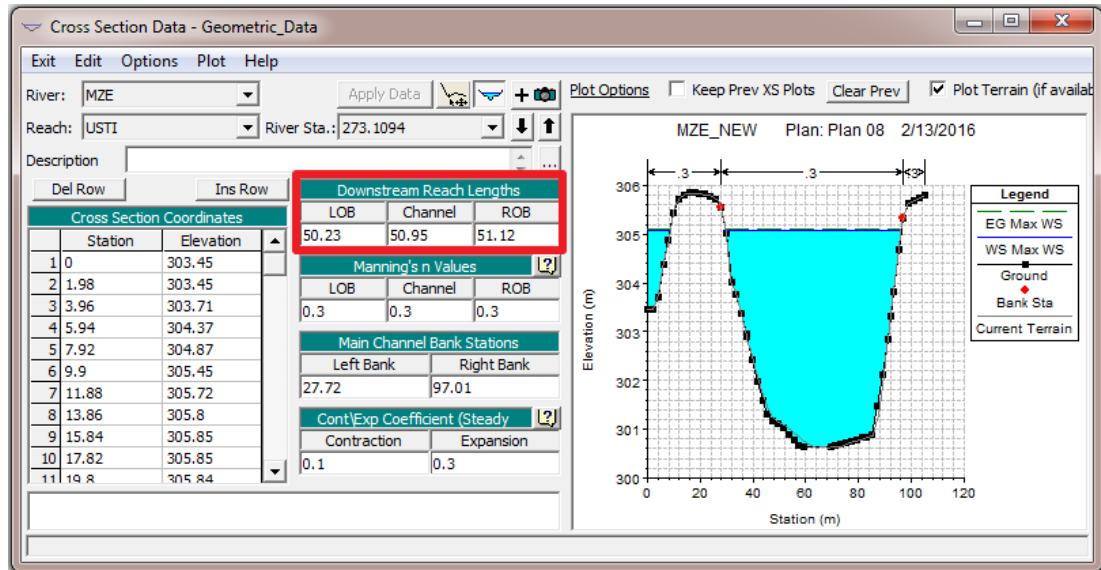 Cross Section Data - Geometric_Data
Exit Edit Options Plot Help
River: MZE
Apply Data
Reach: USTI
River Sta.: 273.1094
Description
...
Del Row Ins Row
Cross Section Coordinates
Station Elevation
1 0 303.45
2 1.98 303.45
3 3.96 303.71
4 5.94 304.37
5 7.92 304.87
6 9.9 305.45
7 11.88 305.72
8 13.86 305.8
9 15.84 305.85
10 17.82 305.85
11 19.8 305.84
Downstream Reach Lengths
LOB Channel ROB
50.23 50.95 51.12
Manning's n Values
LOB Channel ROB
0.3 0.3 0.3
Main Channel Bank Stations
Left Bank Right Bank
27.72 97.01
Cont\Exp Coefficient (Steady
Contraction Expansion
0.1 0.3
Plot Options Keep Prev XS Plots Clear Prev Plot Terrain (if availab
MZE_NEW Plan: Plan 08 2/13/2016
.3 .3 .3
306
305
304
303
302
301
300
Elevation (m)
0 20 40 60 80 100 120
Station (m)
Legend
EG Max WS
WS Max WS
Ground
Bank Sta
Current Terrain